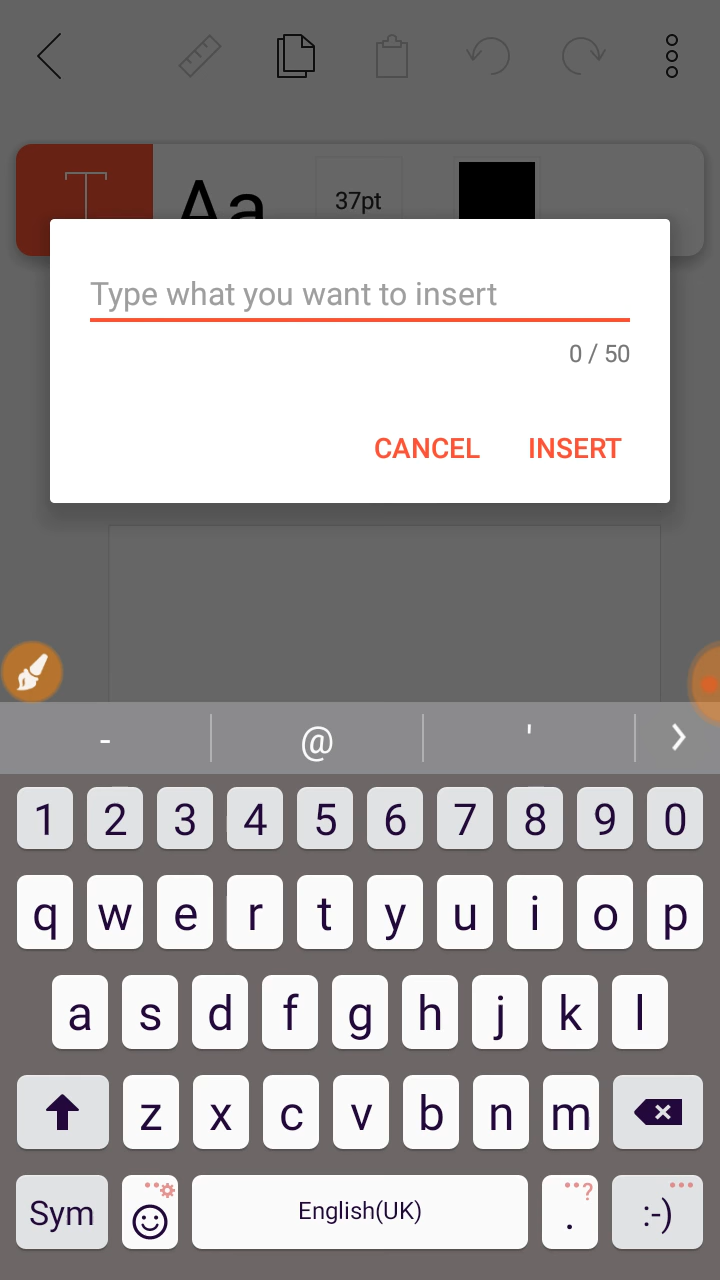 T Aa 37pt
Type what you want to insert
0 / 50
CANCEL INSERT
- @ '
1 2 3 4 5 6 7 8 9 0
q w e r t y u i o p
a s d f g h j k l
z x c v b n m
Sym English(UK) . ? :-)